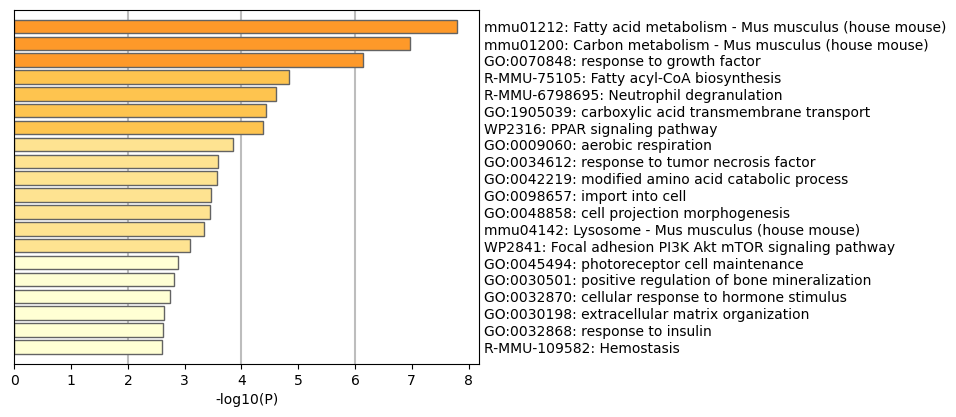 mmu01212: Fatty acid metabolism - Mus musculus (house mouse)
mmu01200: Carbon metabolism - Mus musculus (house mouse)
GO:0070848: response to growth factor
R-MMU-75105: Fatty acyl-CoA biosynthesis
R-MMU-6798695: Neutrophil degranulation
GO:1905039: carboxylic acid transmembrane transport
WP2316: PPAR signaling pathway
GO:0009060: aerobic respiration
GO:0034612: response to tumor necrosis factor
GO:0042219: modified amino acid catabolic process
GO:0098657: import into cell
GO:0048858: cell projection morphogenesis
mmu04142: Lysosome - Mus musculus (house mouse)
WP2841: Focal adhesion PI3K Akt mTOR signaling pathway
GO:0045494: photoreceptor cell maintenance
GO:0030501: positive regulation of bone mineralization
GO:0032870: cellular response to hormone stimulus
GO:0030198: extracellular matrix organization
GO:0032868: response to insulin
R-MMU-109582: Hemostasis
0 1 2 3 4 5 6 7 8
-log10(P)